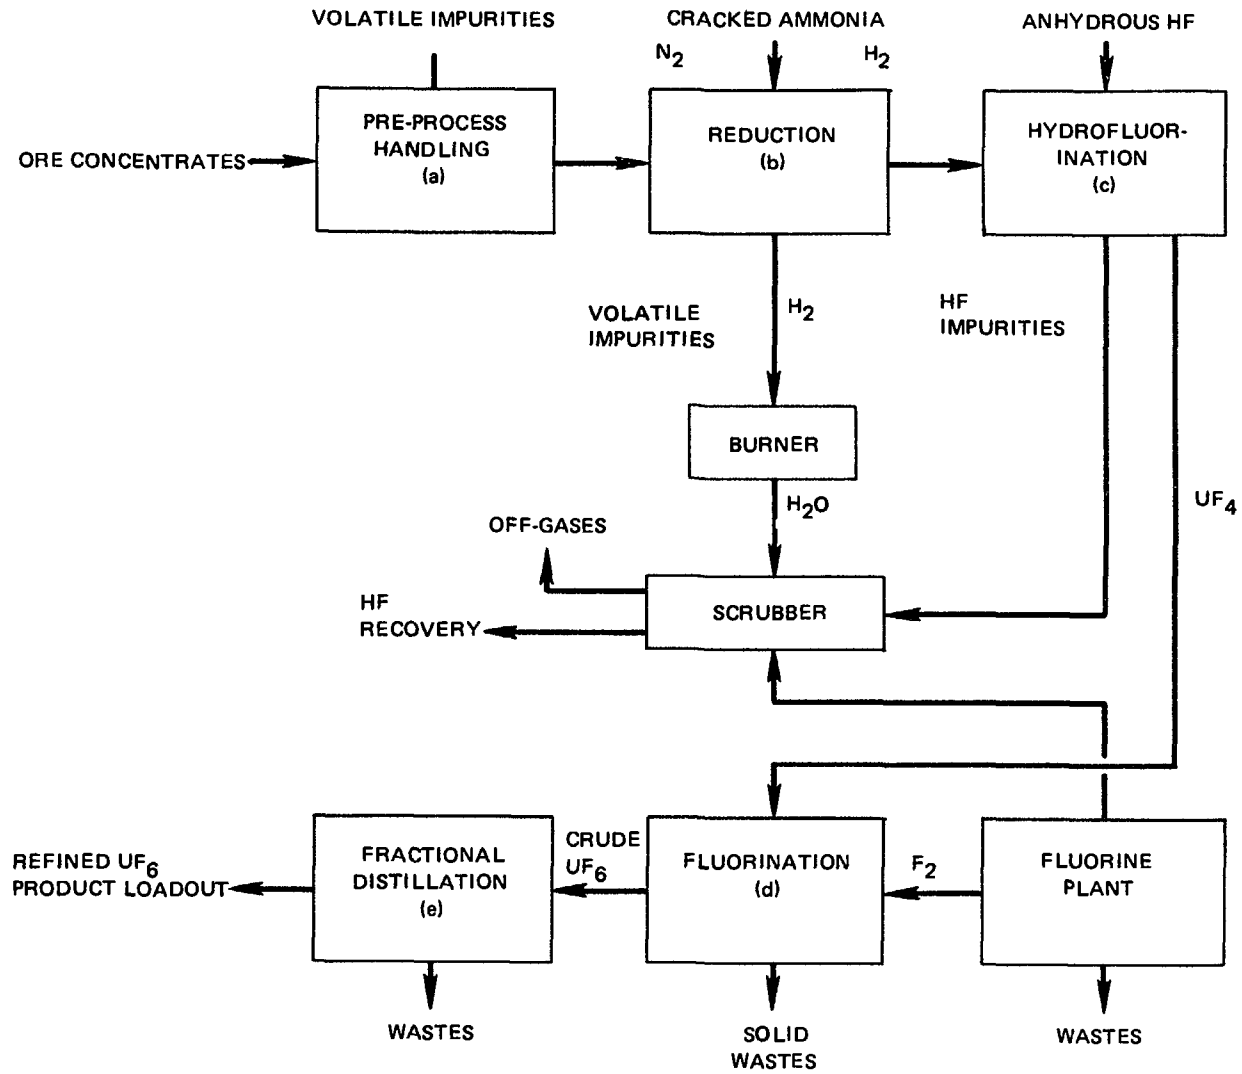 VOLATILE IMPURITIES
CRACKED AMMONIA
ANHYDROUS HF
N2
H2
ORE CONCENTRATES
PRE-PROCESS
HANDLING
(a)
REDUCTION
(b)
HYDROFLUOR-
INATION
(c)
VOLATILE
IMPURITIES
H2
HF
IMPURITIES
BURNER
H2O
UF4
OFF-GASES
HF
RECOVERY
SCRUBBER
REFINED UF6
PRODUCT LOADOUT
FRACTIONAL
DISTILLATION
(e)
CRUDE
UF6
FLUORINATION
(d)
F2
FLUORINE
PLANT
WASTES
SOLID
WASTES
WASTES